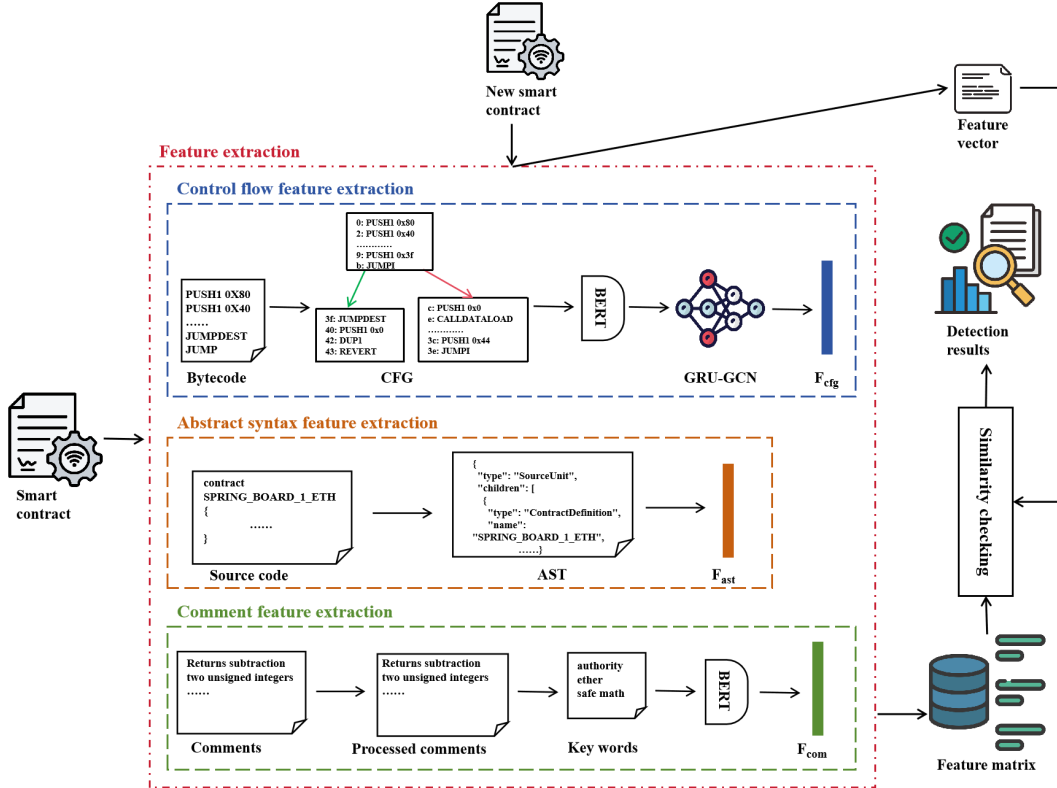 New smart
contract
Feature
vector
Feature extraction
Control flow feature extraction
0: PUSH1 0x80
2: PUSH1 0x40
............
9: PUSH1 0x3f
b: JUMPI
PUSH1 0X80
PUSH1 0X40
......
JUMPDEST
JUMP
Bytecode
3f: JUMPDEST
40: PUSH1 0x0
42: DUP1
43: REVERT
c: PUSH1 0x0
e: CALLDATALOAD
............
3c: PUSH1 0x44
3e: JUMPI
CFG
BERT
GRU-GCN
Fcfg
Detection
results
Smart
contract
Abstract syntax feature extraction
contract
SPRING_BOARD_1_ETH
{
......
}
Source code
{
"type": "SourceUnit",
"children": [
{
"type": "ContractDefinition",
"name":
"SPRING_BOARD_1_ETH",
......}
AST
Fast
Similarity checking
Comment feature extraction
Returns subtraction
two unsigned integers
......
Comments
Returns subtraction
two unsigned integers
......
Processed comments
authority
ether
safe math
Key words
BERT
Fcom
Feature matrix